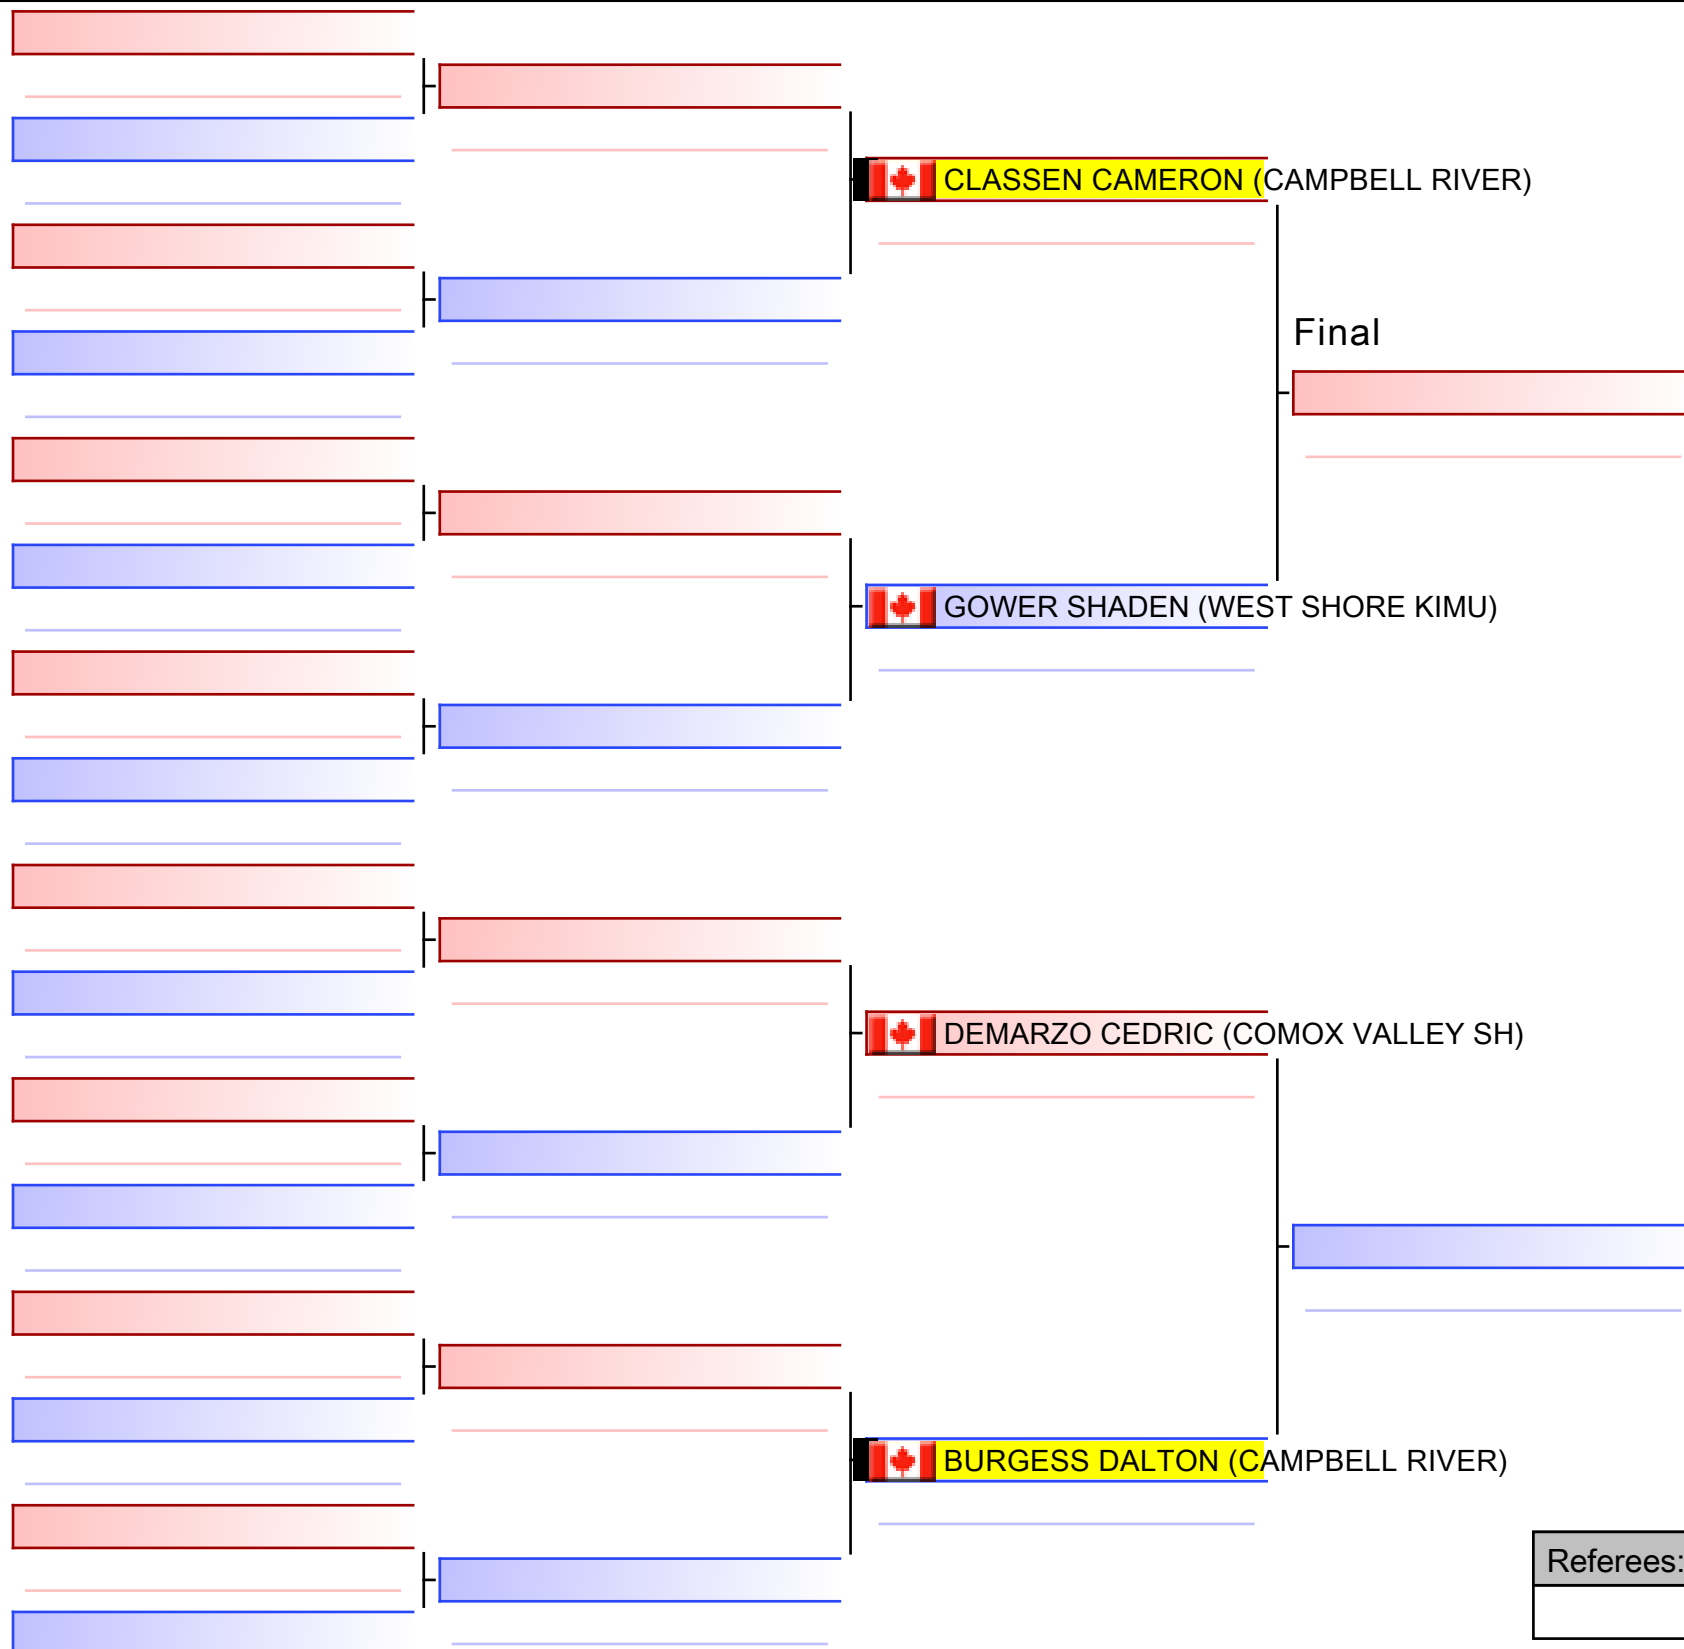 CLASSEN CAMERON (CAMPBELL RIVER)
Final
GOWER SHADEN (WEST SHORE KIMU)
DEMARZO CEDRIC (COMOX VALLEY SH)
BURGESS DALTON (CAMPBELL RIVER)
Referees: